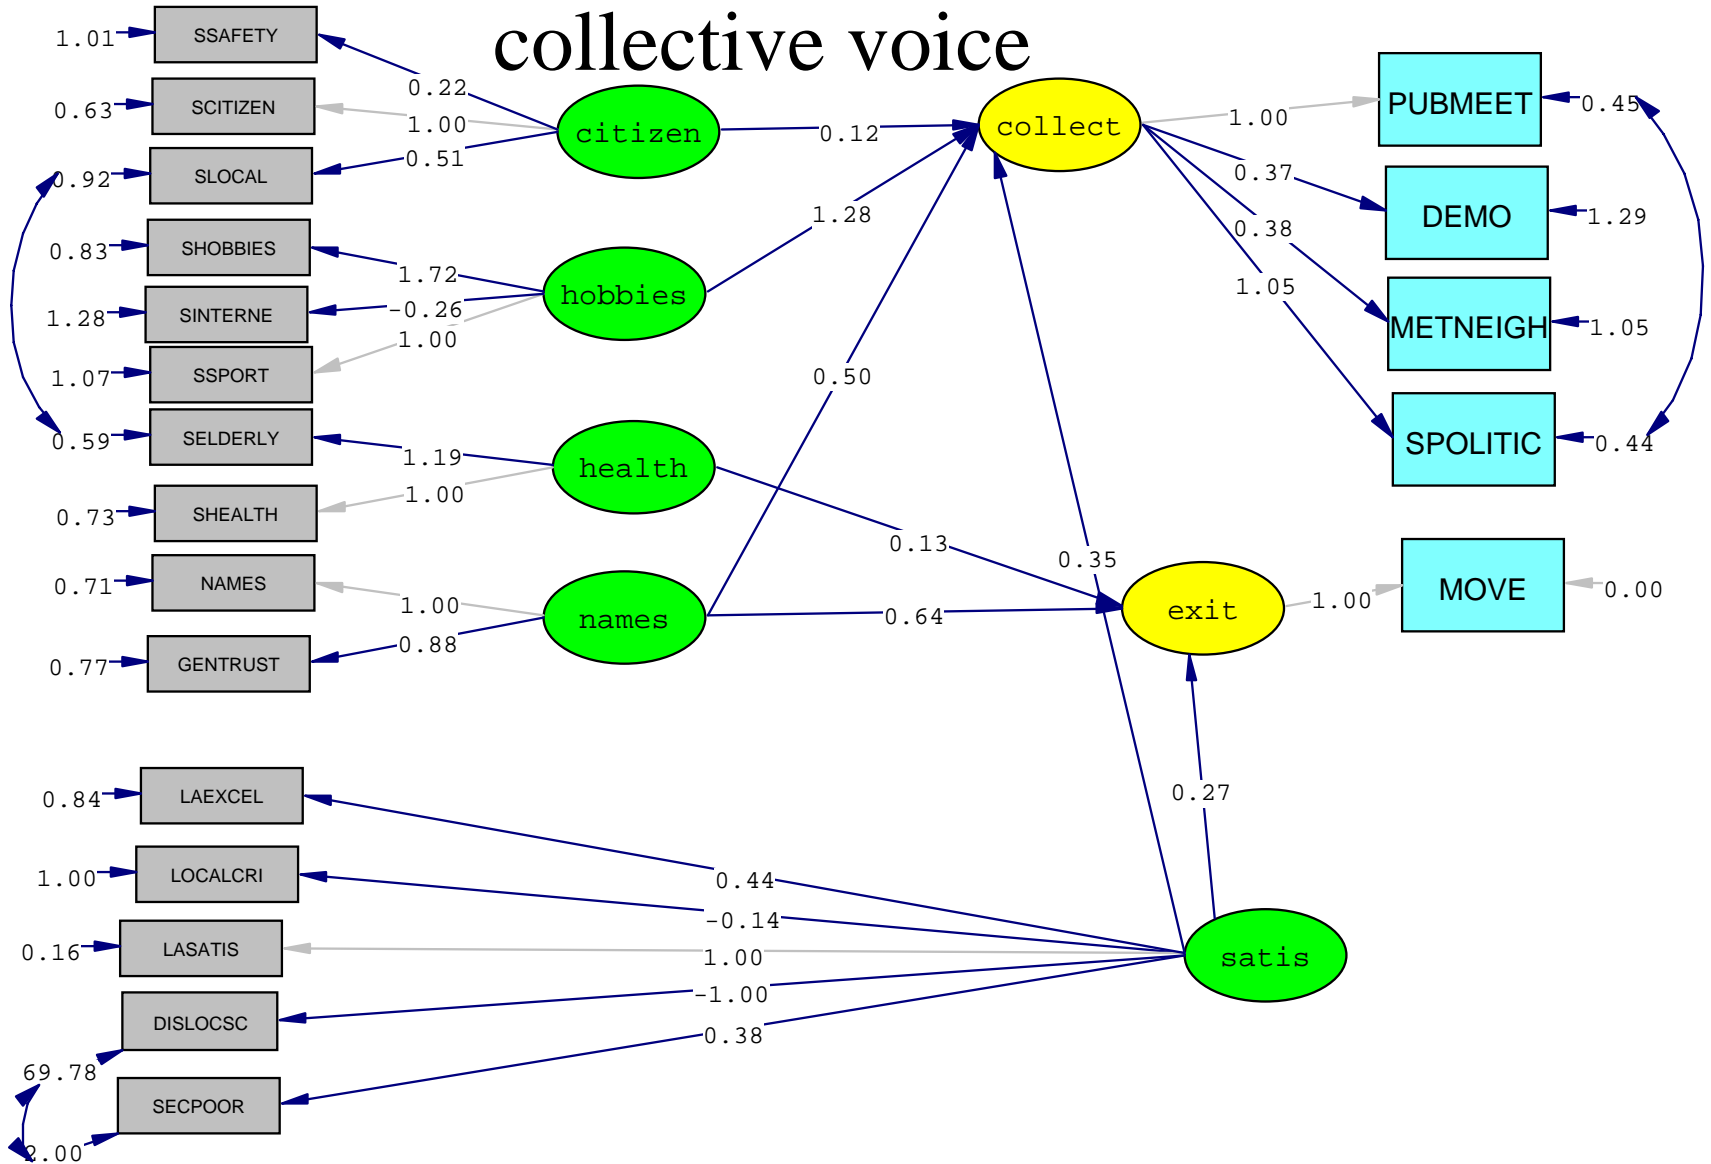 collective voice
1.01
SSAFETY
0.63
SCITIZEN
0.92
SLOCAL
0.83
SHOBBIES
1.28
SINTERNE
1.07
SSPORT
0.59
SELDERLY
0.73
SHEALTH
0.71
NAMES
0.77
GENTRUST
0.84
LAEXCEL
1.00
LOCALCRI
0.16
LASATIS
69.78
DISLOCSC
2.00
SECPOOR
0.22
1.00
0.51
1.72
-0.26
1.00
1.19
1.00
1.00
0.88
0.44
-0.14
1.00
-1.00
0.38
citizen
hobbies
health
names
satis
0.12
1.28
0.50
0.13
0.64
0.35
0.27
collect
exit
1.00
0.37
0.38
1.05
1.00
PUBMEET
0.45
DEMO
1.29
METNEIGH
1.05
SPOLITIC
0.44
MOVE
0.00